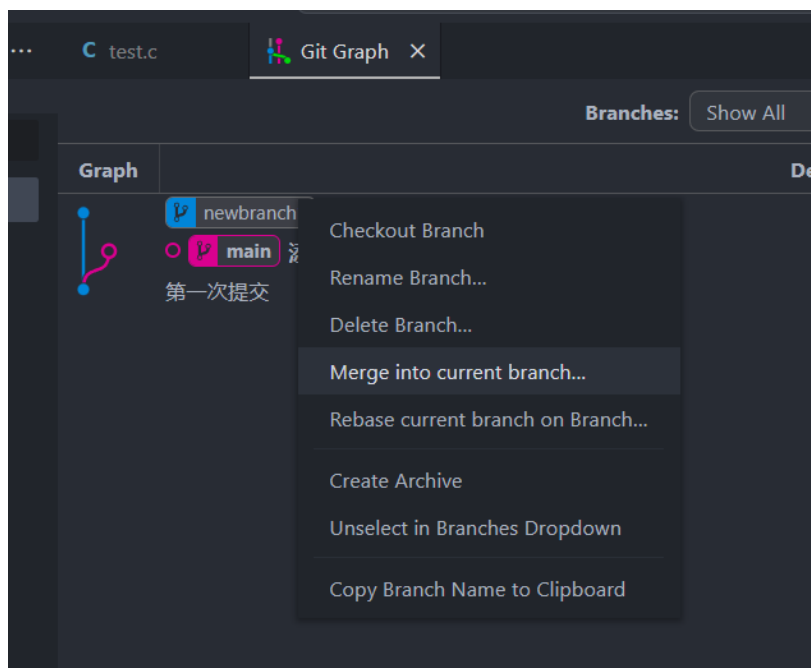 ... C test.c Git Graph ×
Branches: Show All
Graph
newbranch
main
第一次提交
Checkout Branch
Rename Branch...
Delete Branch...
Merge into current branch...
Rebase current branch on Branch...
Create Archive
Unselect in Branches Dropdown
Copy Branch Name to Clipboard